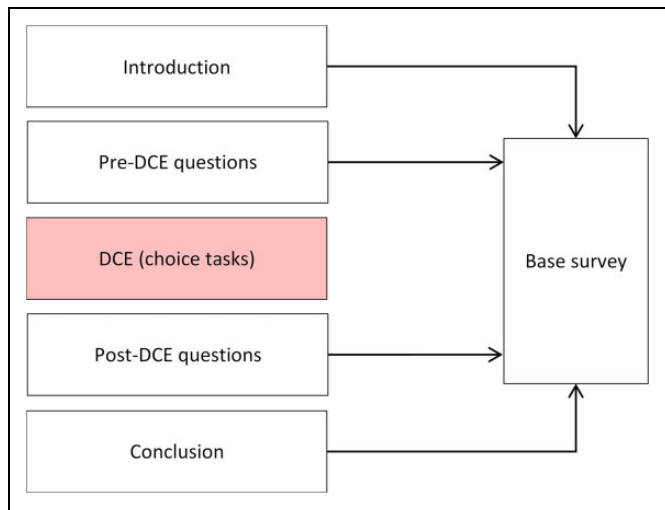 Introduction
Pre-DCE questions
DCE (choice tasks)
Base survey
Post-DCE questions
Conclusion